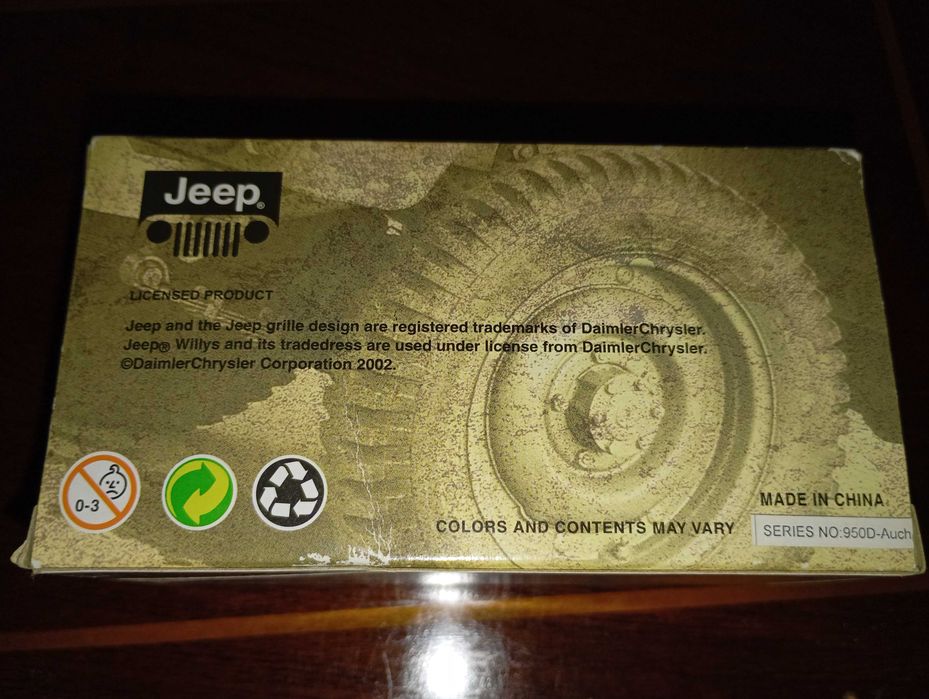 Jeep®
LICENSED PRODUCT
Jeep and the Jeep grille design are registered trademarks of DaimlerChrysler.
Jeep® Willys and its tradedress are used under license from DaimlerChrysler.
©DaimlerChrysler Corporation 2002.
0-3
MADE IN CHINA
COLORS AND CONTENTS MAY VARY
SERIES NO:950D-Auch